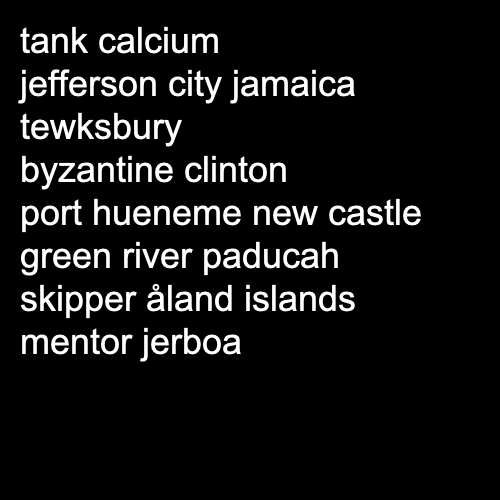 tank calcium
jefferson city jamaica
tewksbury
byzantine clinton
port hueneme new castle
green river paducah
skipper åland islands
mentor jerboa